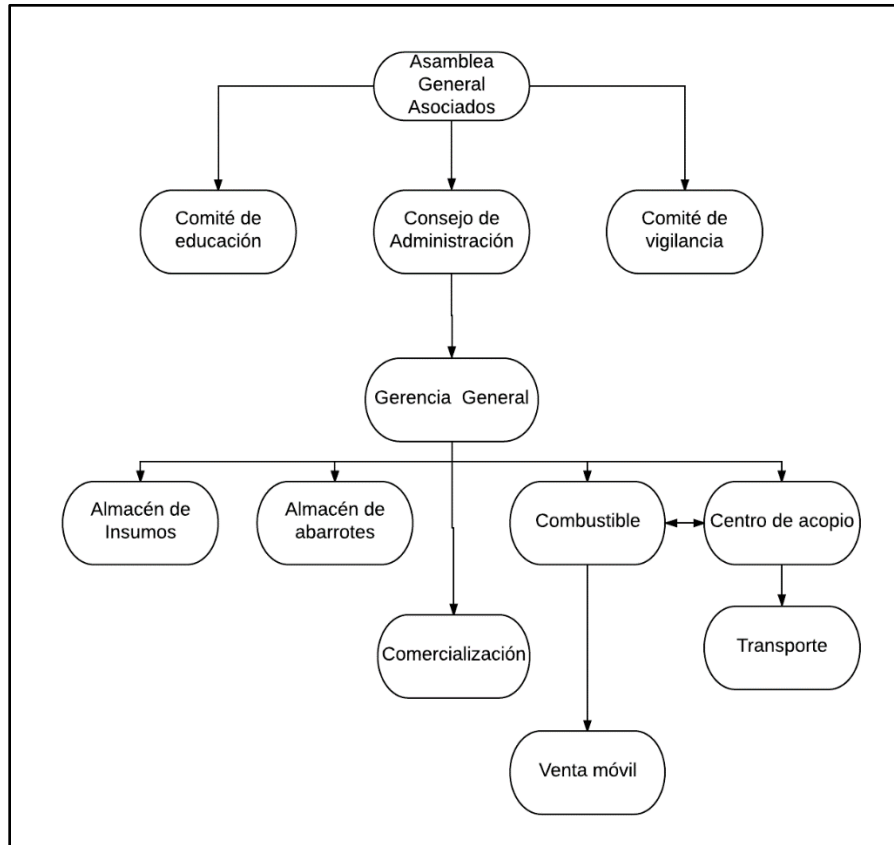 Asamblea
General
Asociados
Comité de
educación
Consejo de
Administración
Comité de
vigilancia
Gerencia General
Almacén de
Insumos
Almacén de
abarrotes
Combustible
Centro de acopio
Comercialización
Transporte
Venta móvil